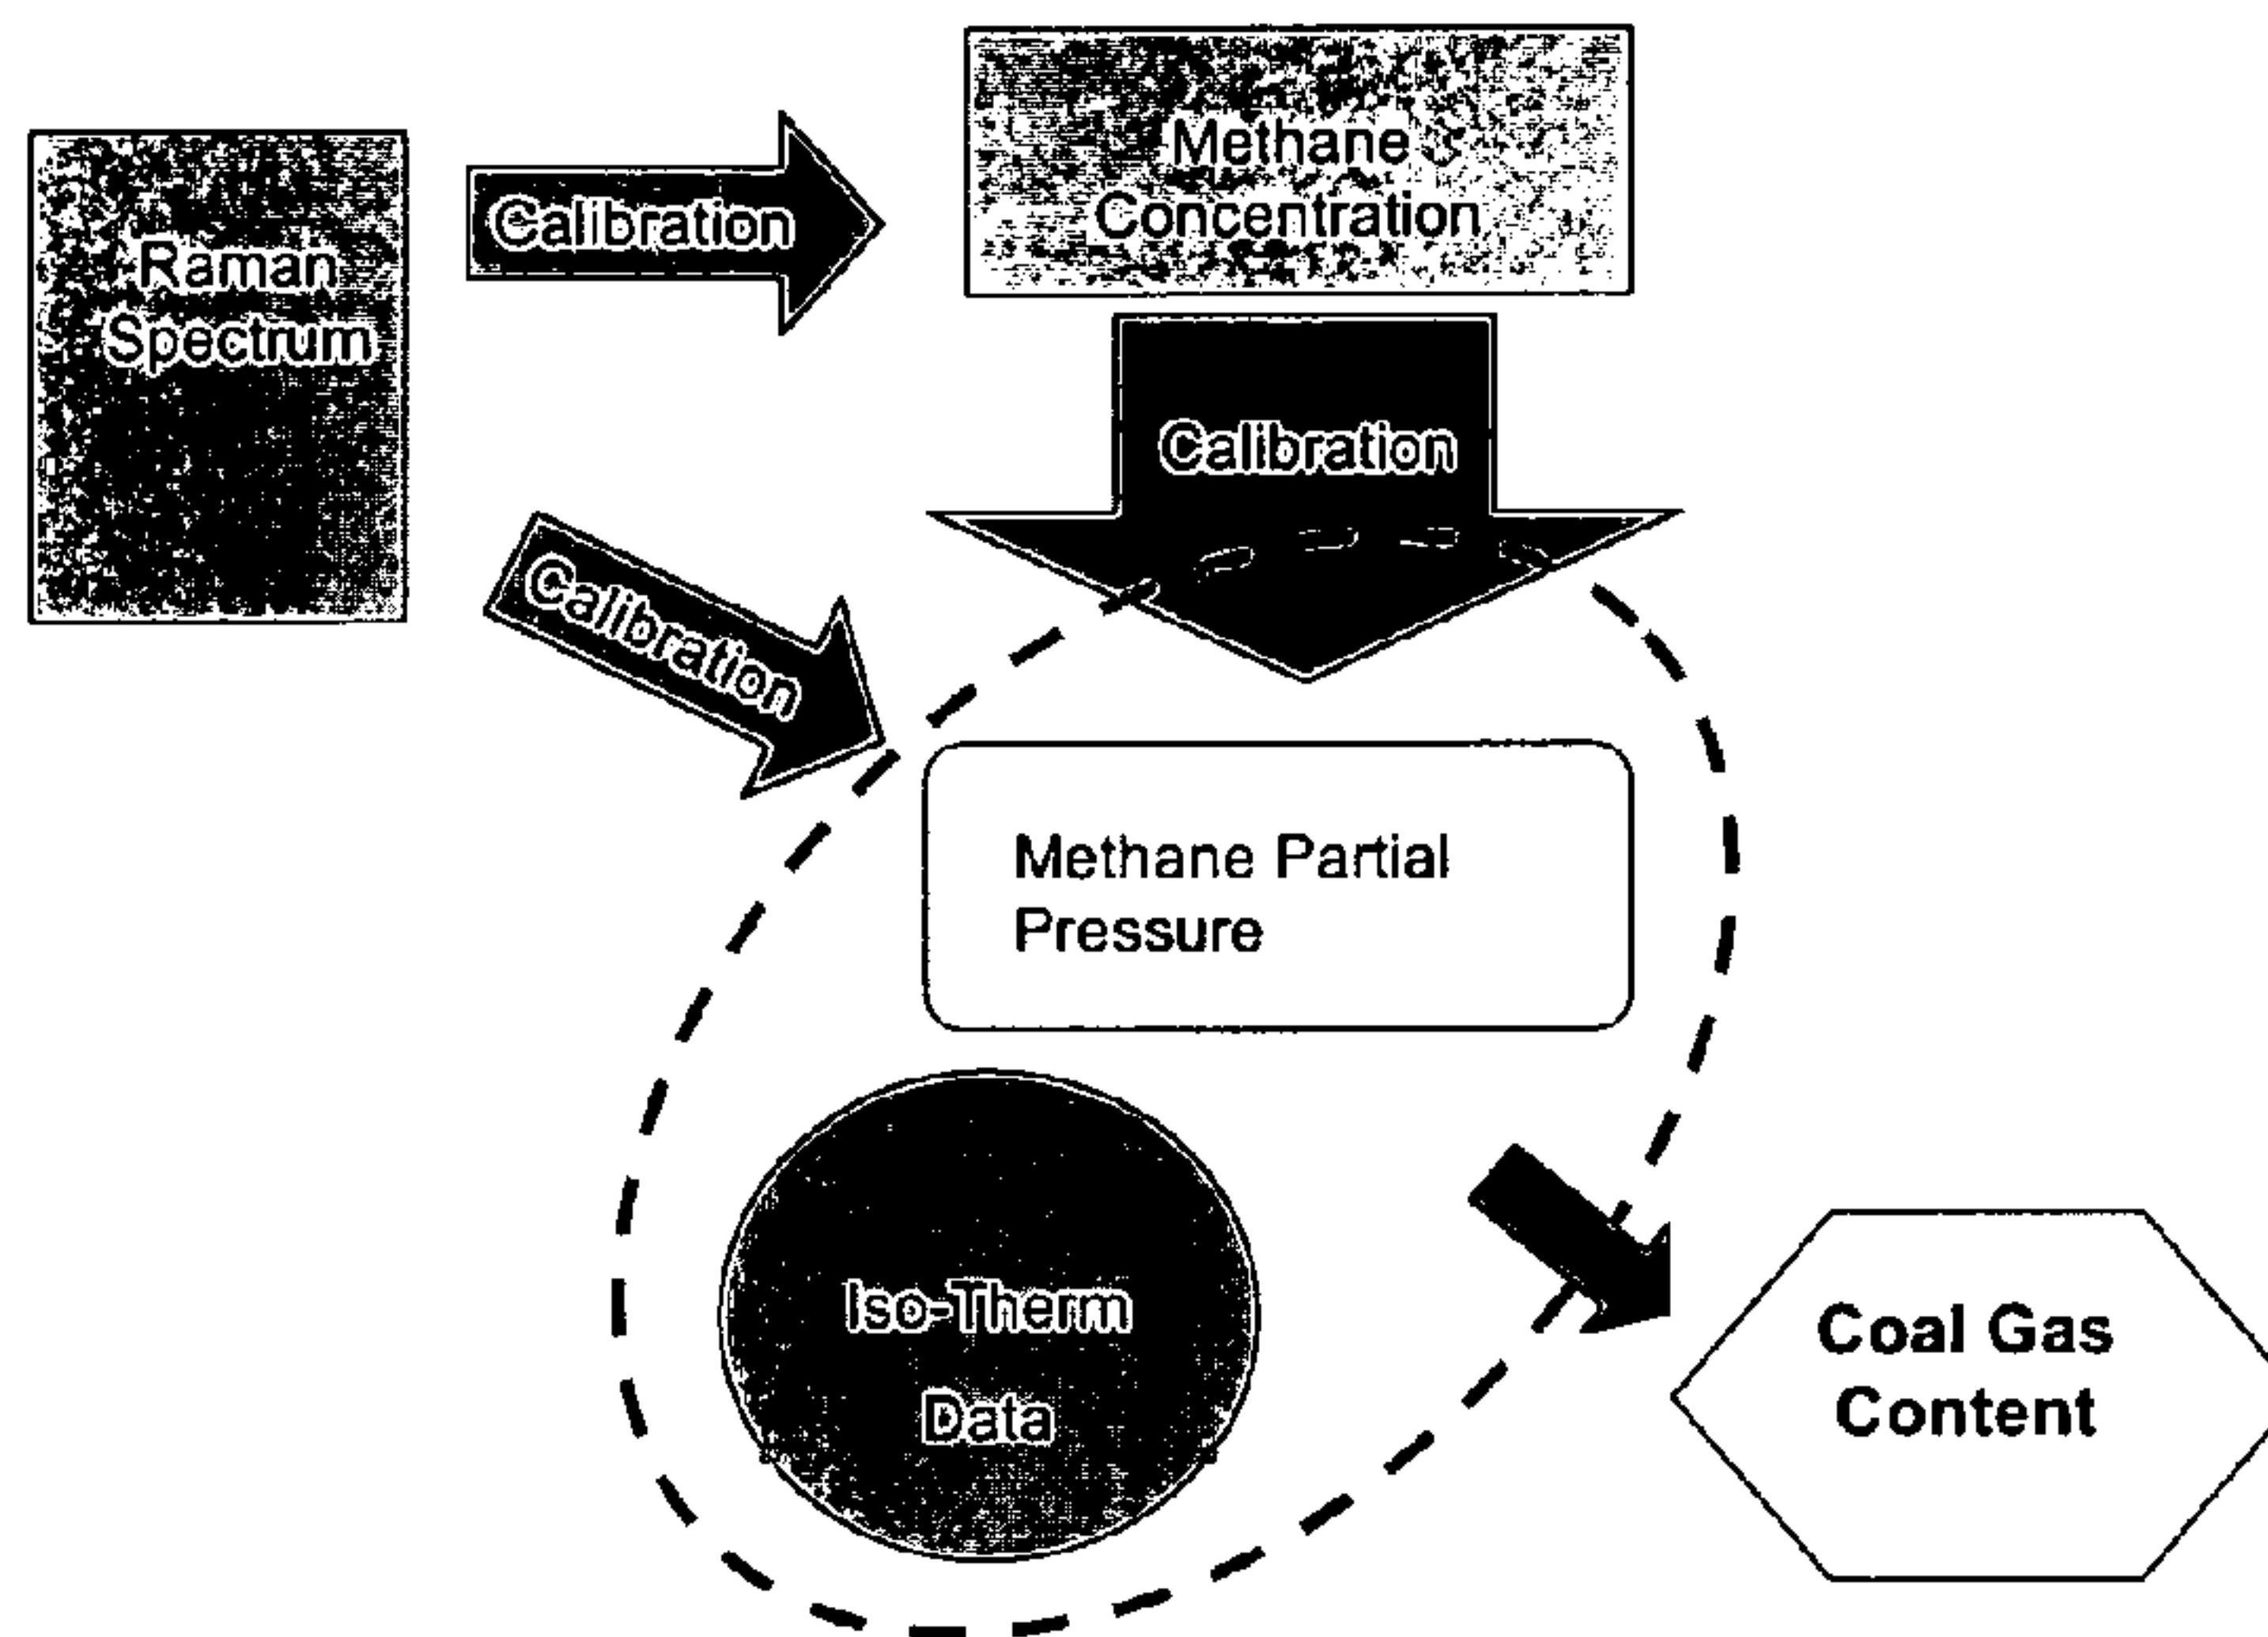 Raman
Spectrum
Calibration
Methane
Concentration
Calibration
Calibration
Methane Partial
Pressure
Iso-Therm
Data
Coal Gas
Content